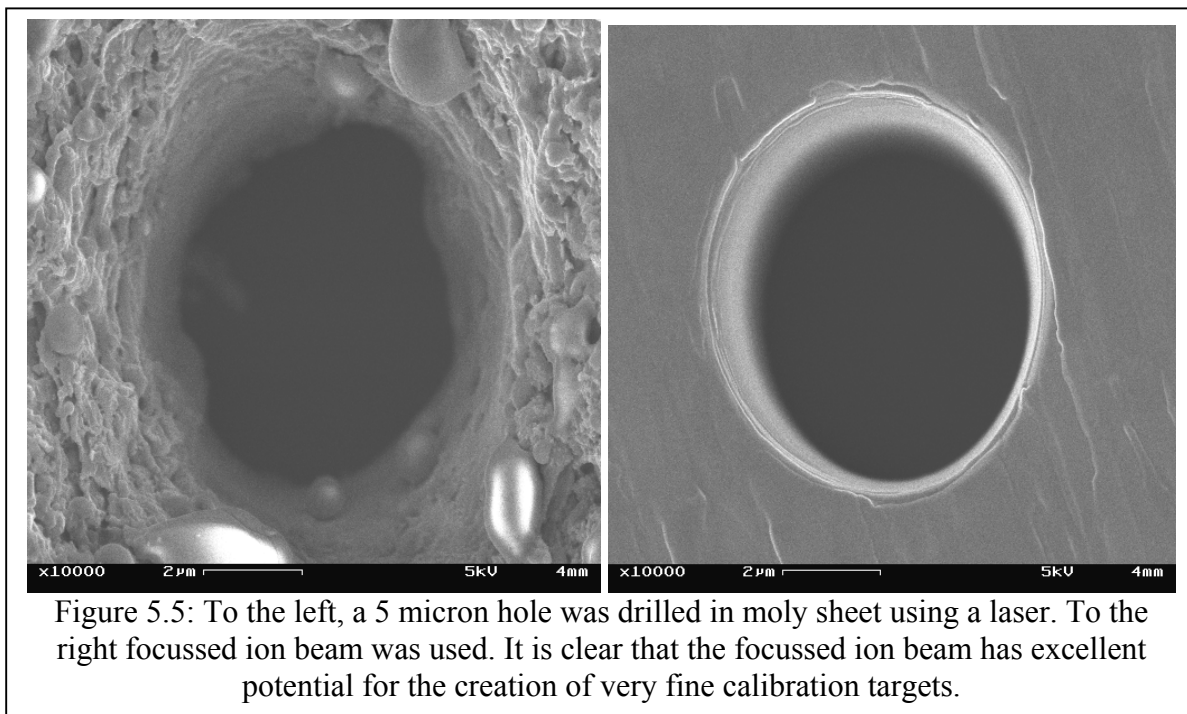 x10000 2μm 5kV 4mm
x10000 2μm 5kV 4mm
Figure 5.5: To the left, a 5 micron hole was drilled in moly sheet using a laser. To the
right focussed ion beam was used. It is clear that the focussed ion beam has excellent
potential for the creation of very fine calibration targets.